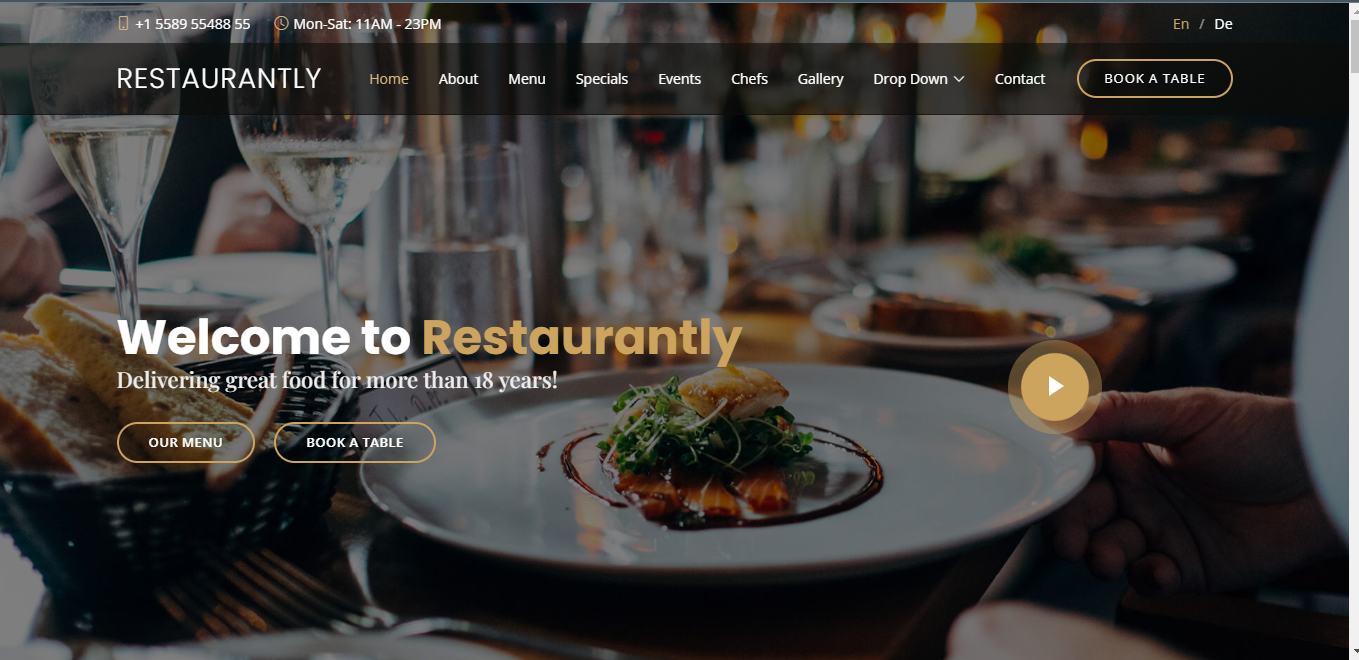 +1 5589 55488 55 Mon-Sat: 11AM - 23PM En / De
RESTAURANTLY Home About Menu Specials Events Chefs Gallery Drop Down Contact BOOK A TABLE
Welcome to Restaurantly
Delivering great food for more than 18 years!
OUR MENU BOOK A TABLE